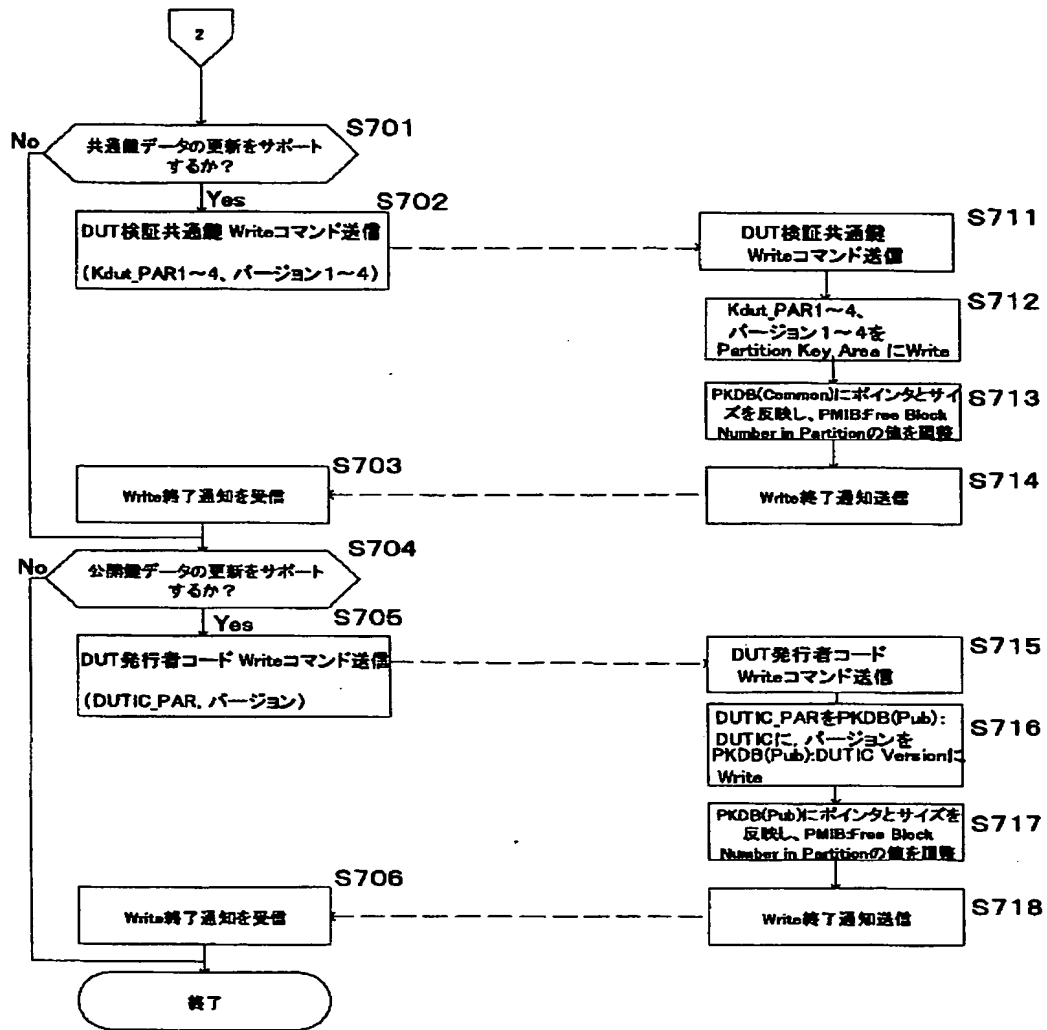 z
S701
No
共通鍵データの更新をサポート
するか?
Yes
S702
DUT検証共通鍵 Writeコマンド送信
(Kdut_PAR1~4、バージョン1~4)
S711
DUT検証共通鍵
Writeコマンド送信
S712
Kdut_PAR1~4、
バージョン1~4を
Partition Key Area にWrite
S713
PKDB(Common)にポインタとサイ
ズを反映し、PMIB:Free Block
Number in Partitionの値を調整
S703
Write終了通知を受信
S714
Write終了通知送信
S704
No
公開鍵データの更新をサポート
するか?
Yes
S705
DUT発行者コード Writeコマンド送信
(DUTIC_PAR, バージョン)
S715
DUT発行者コード
Writeコマンド送信
S716
DUTIC_PARをPKDB(Pub):
DUTICに, バージョンを
PKDB(Pub):DUTIC Versionに
Write
S717
PKDB(Pub)にポインタとサイズを
反映し、PMIB:Free Block
Number in Partitionの値を調整
S706
Write終了通知を受信
S718
Write終了通知送信
終了